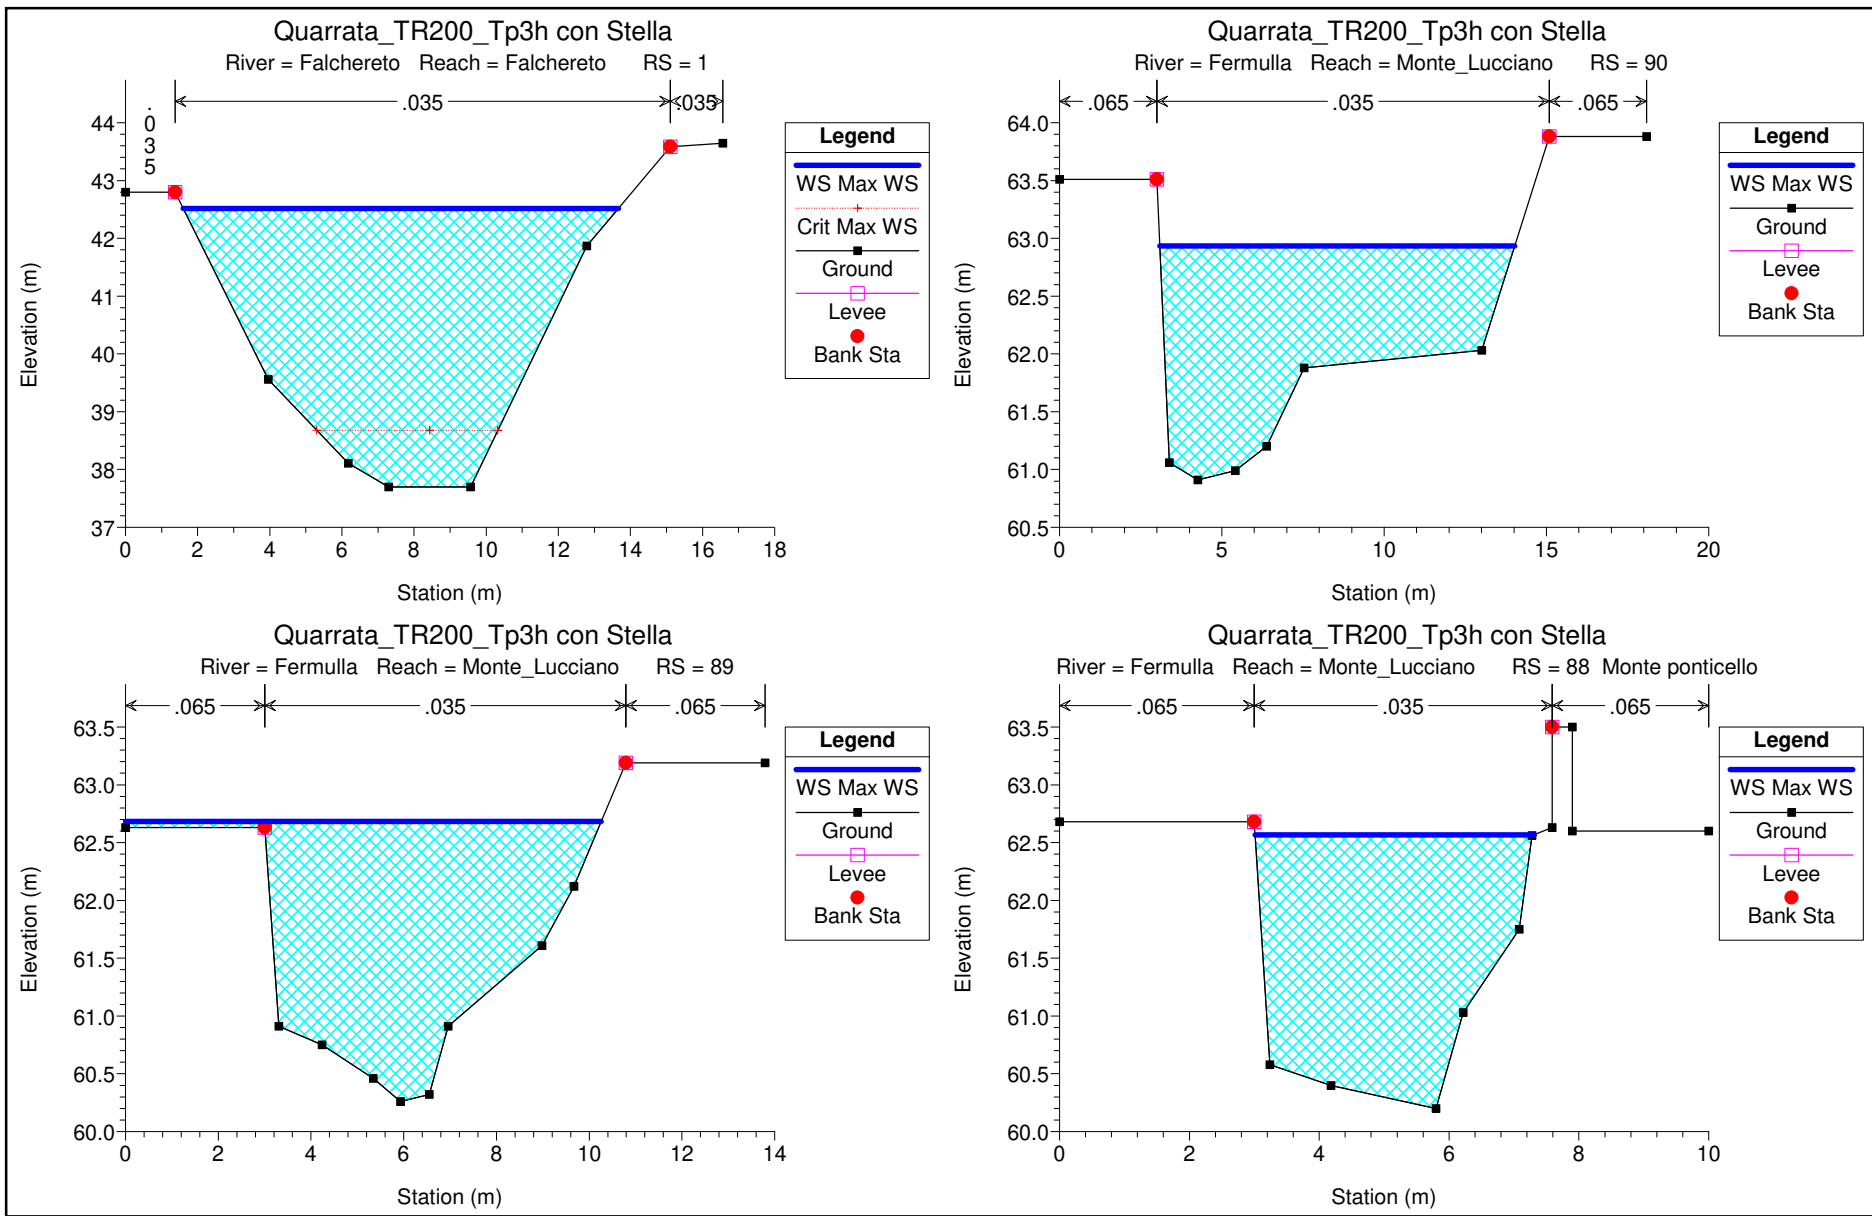 Quarrata_TR200_Tp3h con Stella
River = Falchereto Reach = Falchereto RS = 1
.035
.035
.035
44
43
42
41
40
39
38
37
0 2 4 6 8 10 12 14 16 18
Elevation (m)
Station (m)
Legend
WS Max WS
Crit Max WS
Ground
Levee
Bank Sta
Quarrata_TR200_Tp3h con Stella
River = Fermulla Reach = Monte_Lucciano RS = 90
.065
.035
.065
64.0
63.5
63.0
62.5
62.0
61.5
61.0
60.5
0 5 10 15 20
Elevation (m)
Station (m)
Legend
WS Max WS
Ground
Levee
Bank Sta
Quarrata_TR200_Tp3h con Stella
River = Fermulla Reach = Monte_Lucciano RS = 89
.065
.035
.065
63.5
63.0
62.5
62.0
61.5
61.0
60.5
60.0
0 2 4 6 8 10 12 14
Elevation (m)
Station (m)
Legend
WS Max WS
Ground
Levee
Bank Sta
Quarrata_TR200_Tp3h con Stella
River = Fermulla Reach = Monte_Lucciano RS = 88 Monte ponticello
.065
.035
.065
63.5
63.0
62.5
62.0
61.5
61.0
60.5
60.0
0 2 4 6 8 10
Elevation (m)
Station (m)
Legend
WS Max WS
Ground
Levee
Bank Sta